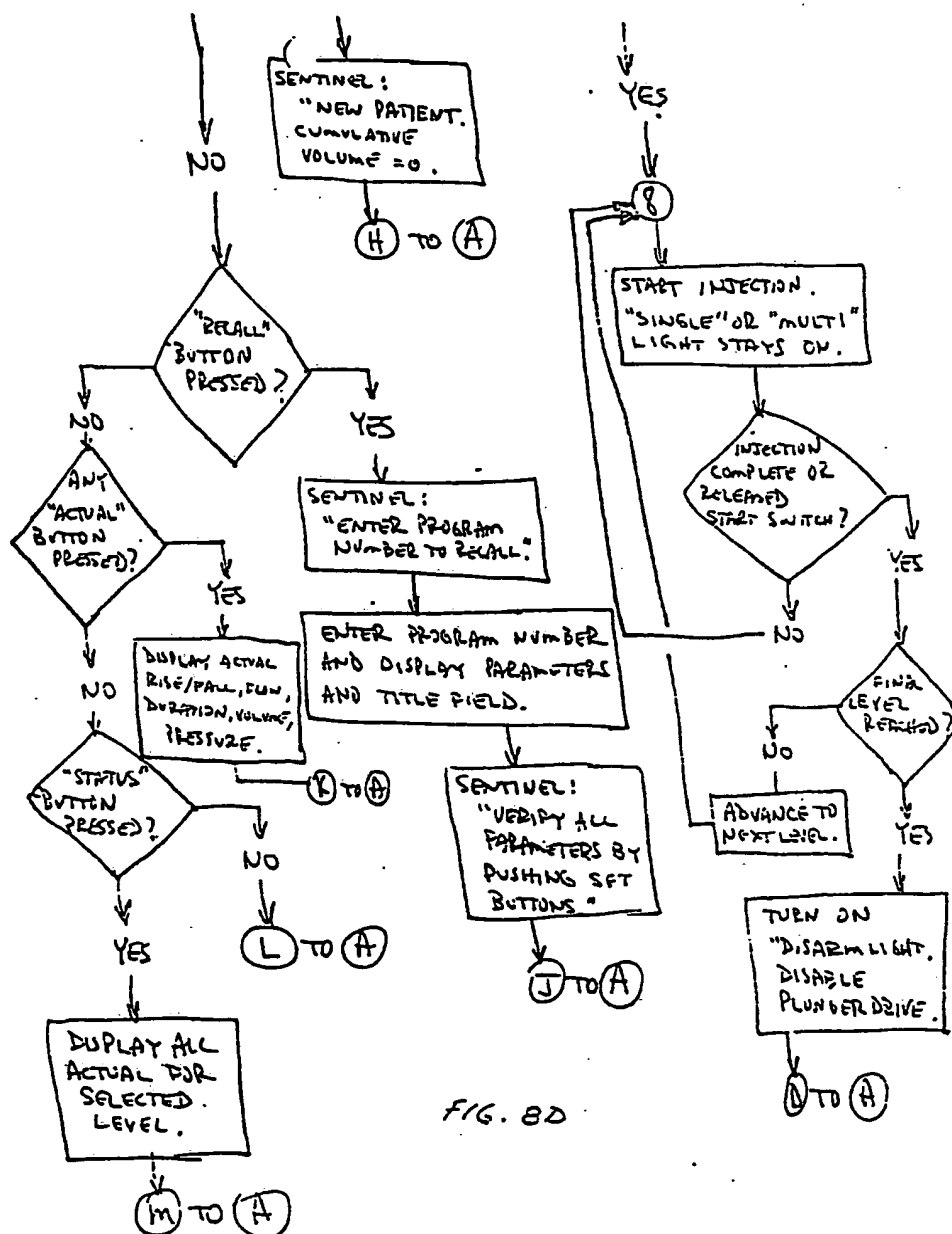 NO
SENTINEL:
"NEW PATIENT.
CUMULATIVE
VOLUME = 0.
H TO A
"RECALL"
BUTTON
PRESSED?
NO
YES
ANY
"ACTUAL"
BUTTON
PRESSED?
YES
NO
DISPLAY ACTUAL
RISE/FALL, FLOW,
DURATION, VOLUME,
PRESSURE.
K TO A
"STATUS"
BUTTON
PRESSED?
NO
L TO A
YES
DISPLAY ALL
ACTUAL FOR
SELECTED.
LEVEL.
M TO A
SENTINEL:
"ENTER PROGRAM
NUMBER TO RECALL."
ENTER PROGRAM NUMBER
AND DISPLAY PARAMETERS
AND TITLE FIELD.
SENTINEL:
"VERIFY ALL
PARAMETERS BY
PUSHING SET
BUTTONS"
J TO A
YES
8
START INJECTION.
"SINGLE" OR "MULTI"
LIGHT STAYS ON.
INJECTION
COMPLETE OR
RELEASED
START SWITCH?
YES
NO
FINAL
LEVEL
REACHED?
NO
ADVANCE TO
NEXT LEVEL.
YES
TURN ON
"DISARM LIGHT.
DISABLE
PLUNGER DRIVE.
D TO A
FIG. 8D